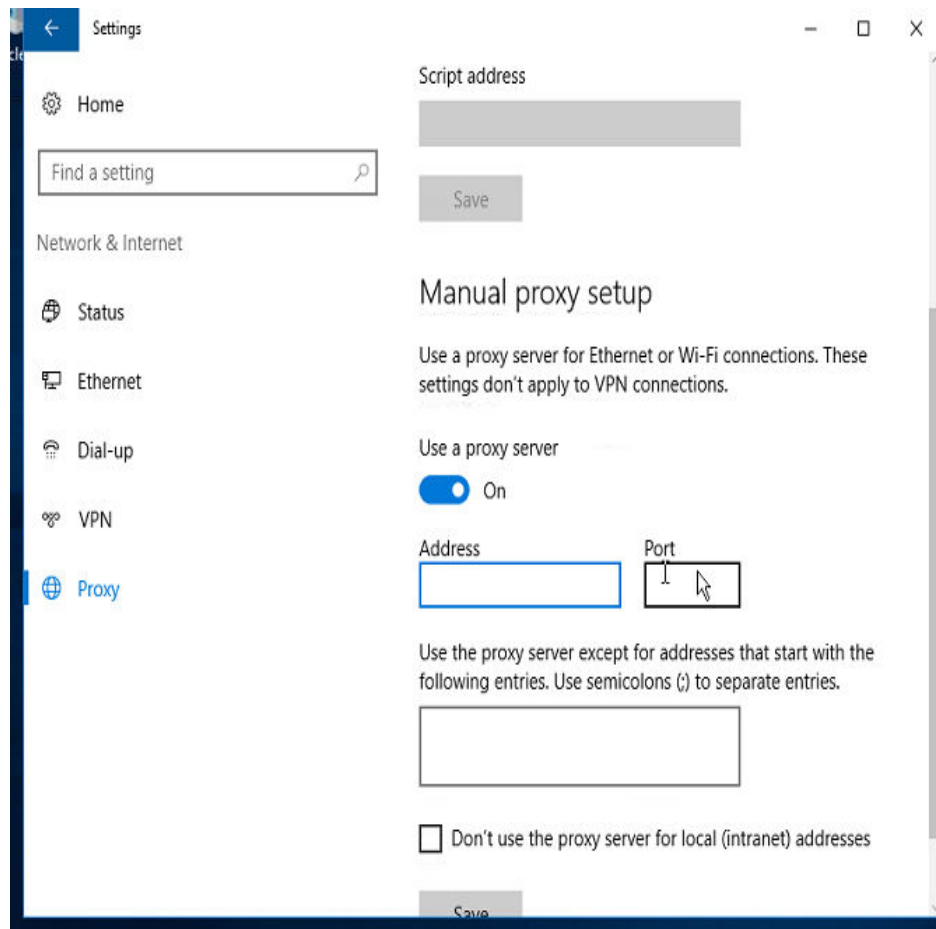 Settings
Home
Find a setting
Network & Internet
Status
Ethernet
Dial-up
VPN
Proxy
Script address
Save
Manual proxy setup
Use a proxy server for Ethernet or Wi-Fi connections. These
settings don't apply to VPN connections.
Use a proxy server
On
Address Port
Use the proxy server except for addresses that start with the
following entries. Use semicolons (;) to separate entries.
Don't use the proxy server for local (intranet) addresses
Save